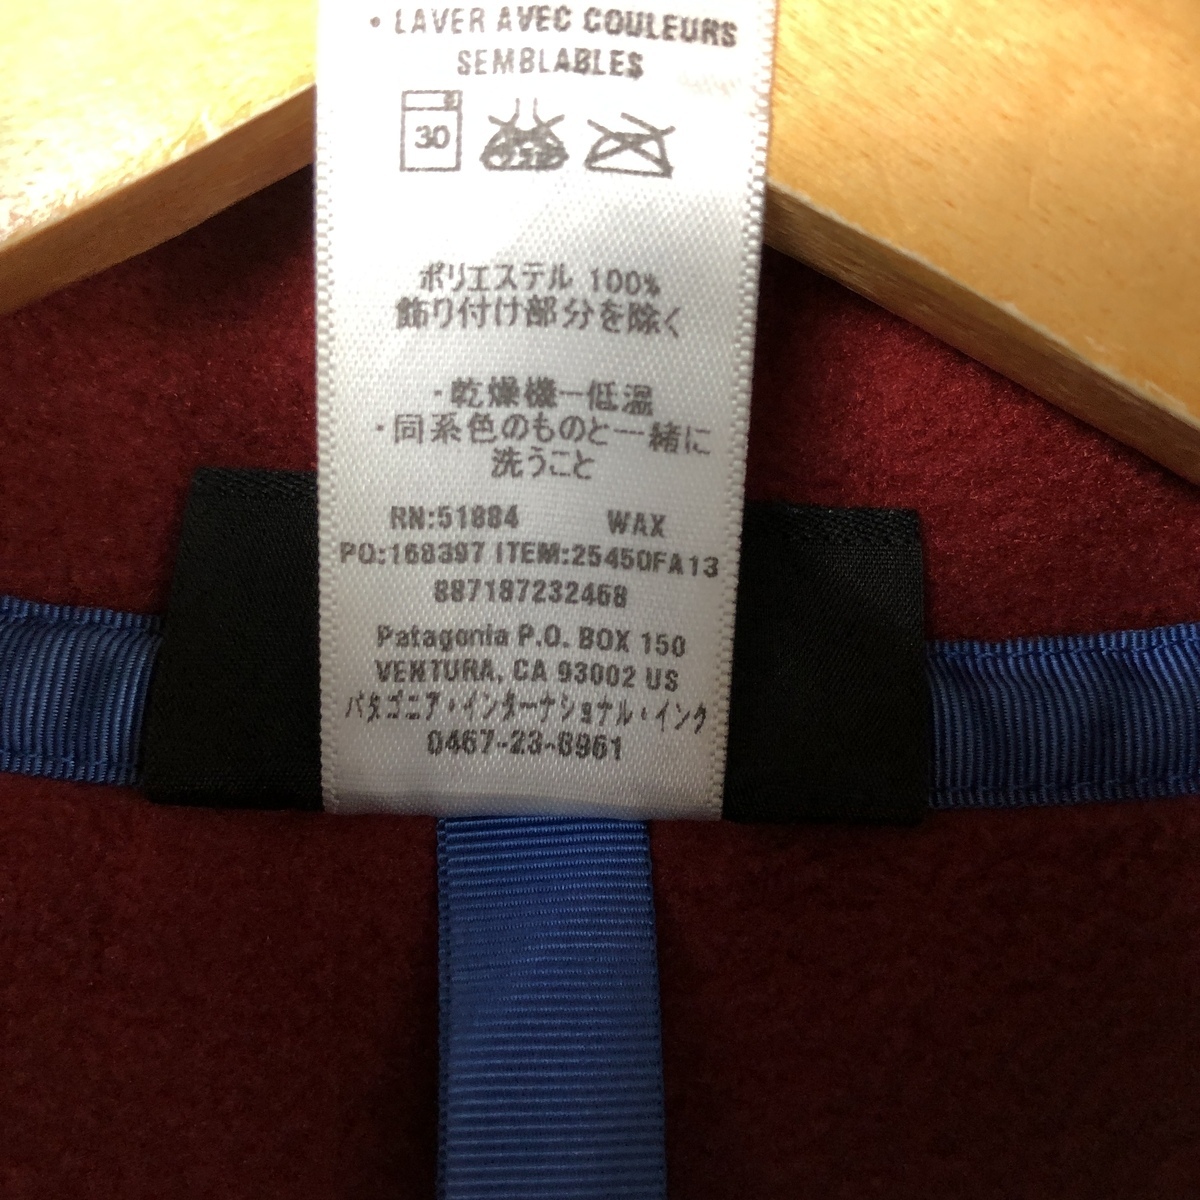 • LAVER AVEC COULEURS
SEMBLABLES
30
ポリエステル 100%
飾り付け部分を除く
・乾燥機ー低温
・同系色のものと一緒に
洗うこと
RN:51884 WAX
PO:168397 ITEM:25450FA13
887187232468
Patagonia P.O. BOX 150
VENTURA, CA 93002 US
パタゴニア・インターナショナル・インク
0467-23-8961